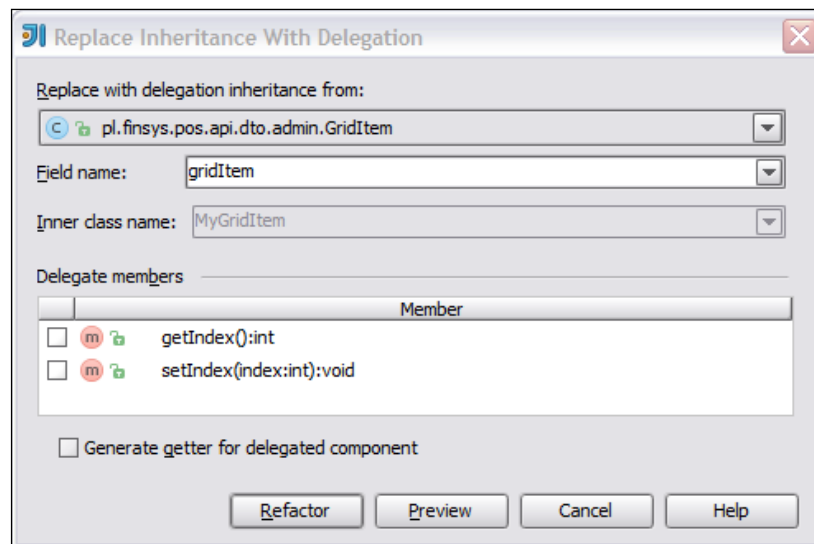 Replace Inheritance With Delegation
Replace with delegation inheritance from:
pl.finsys.pos.api.dto.admin.GridItem
Field name: gridItem
Inner class name: MyGridItem
Delegate members
Member
getIndex():int
setIndex(index:int):void
Generate getter for delegated component
Refactor Preview Cancel Help